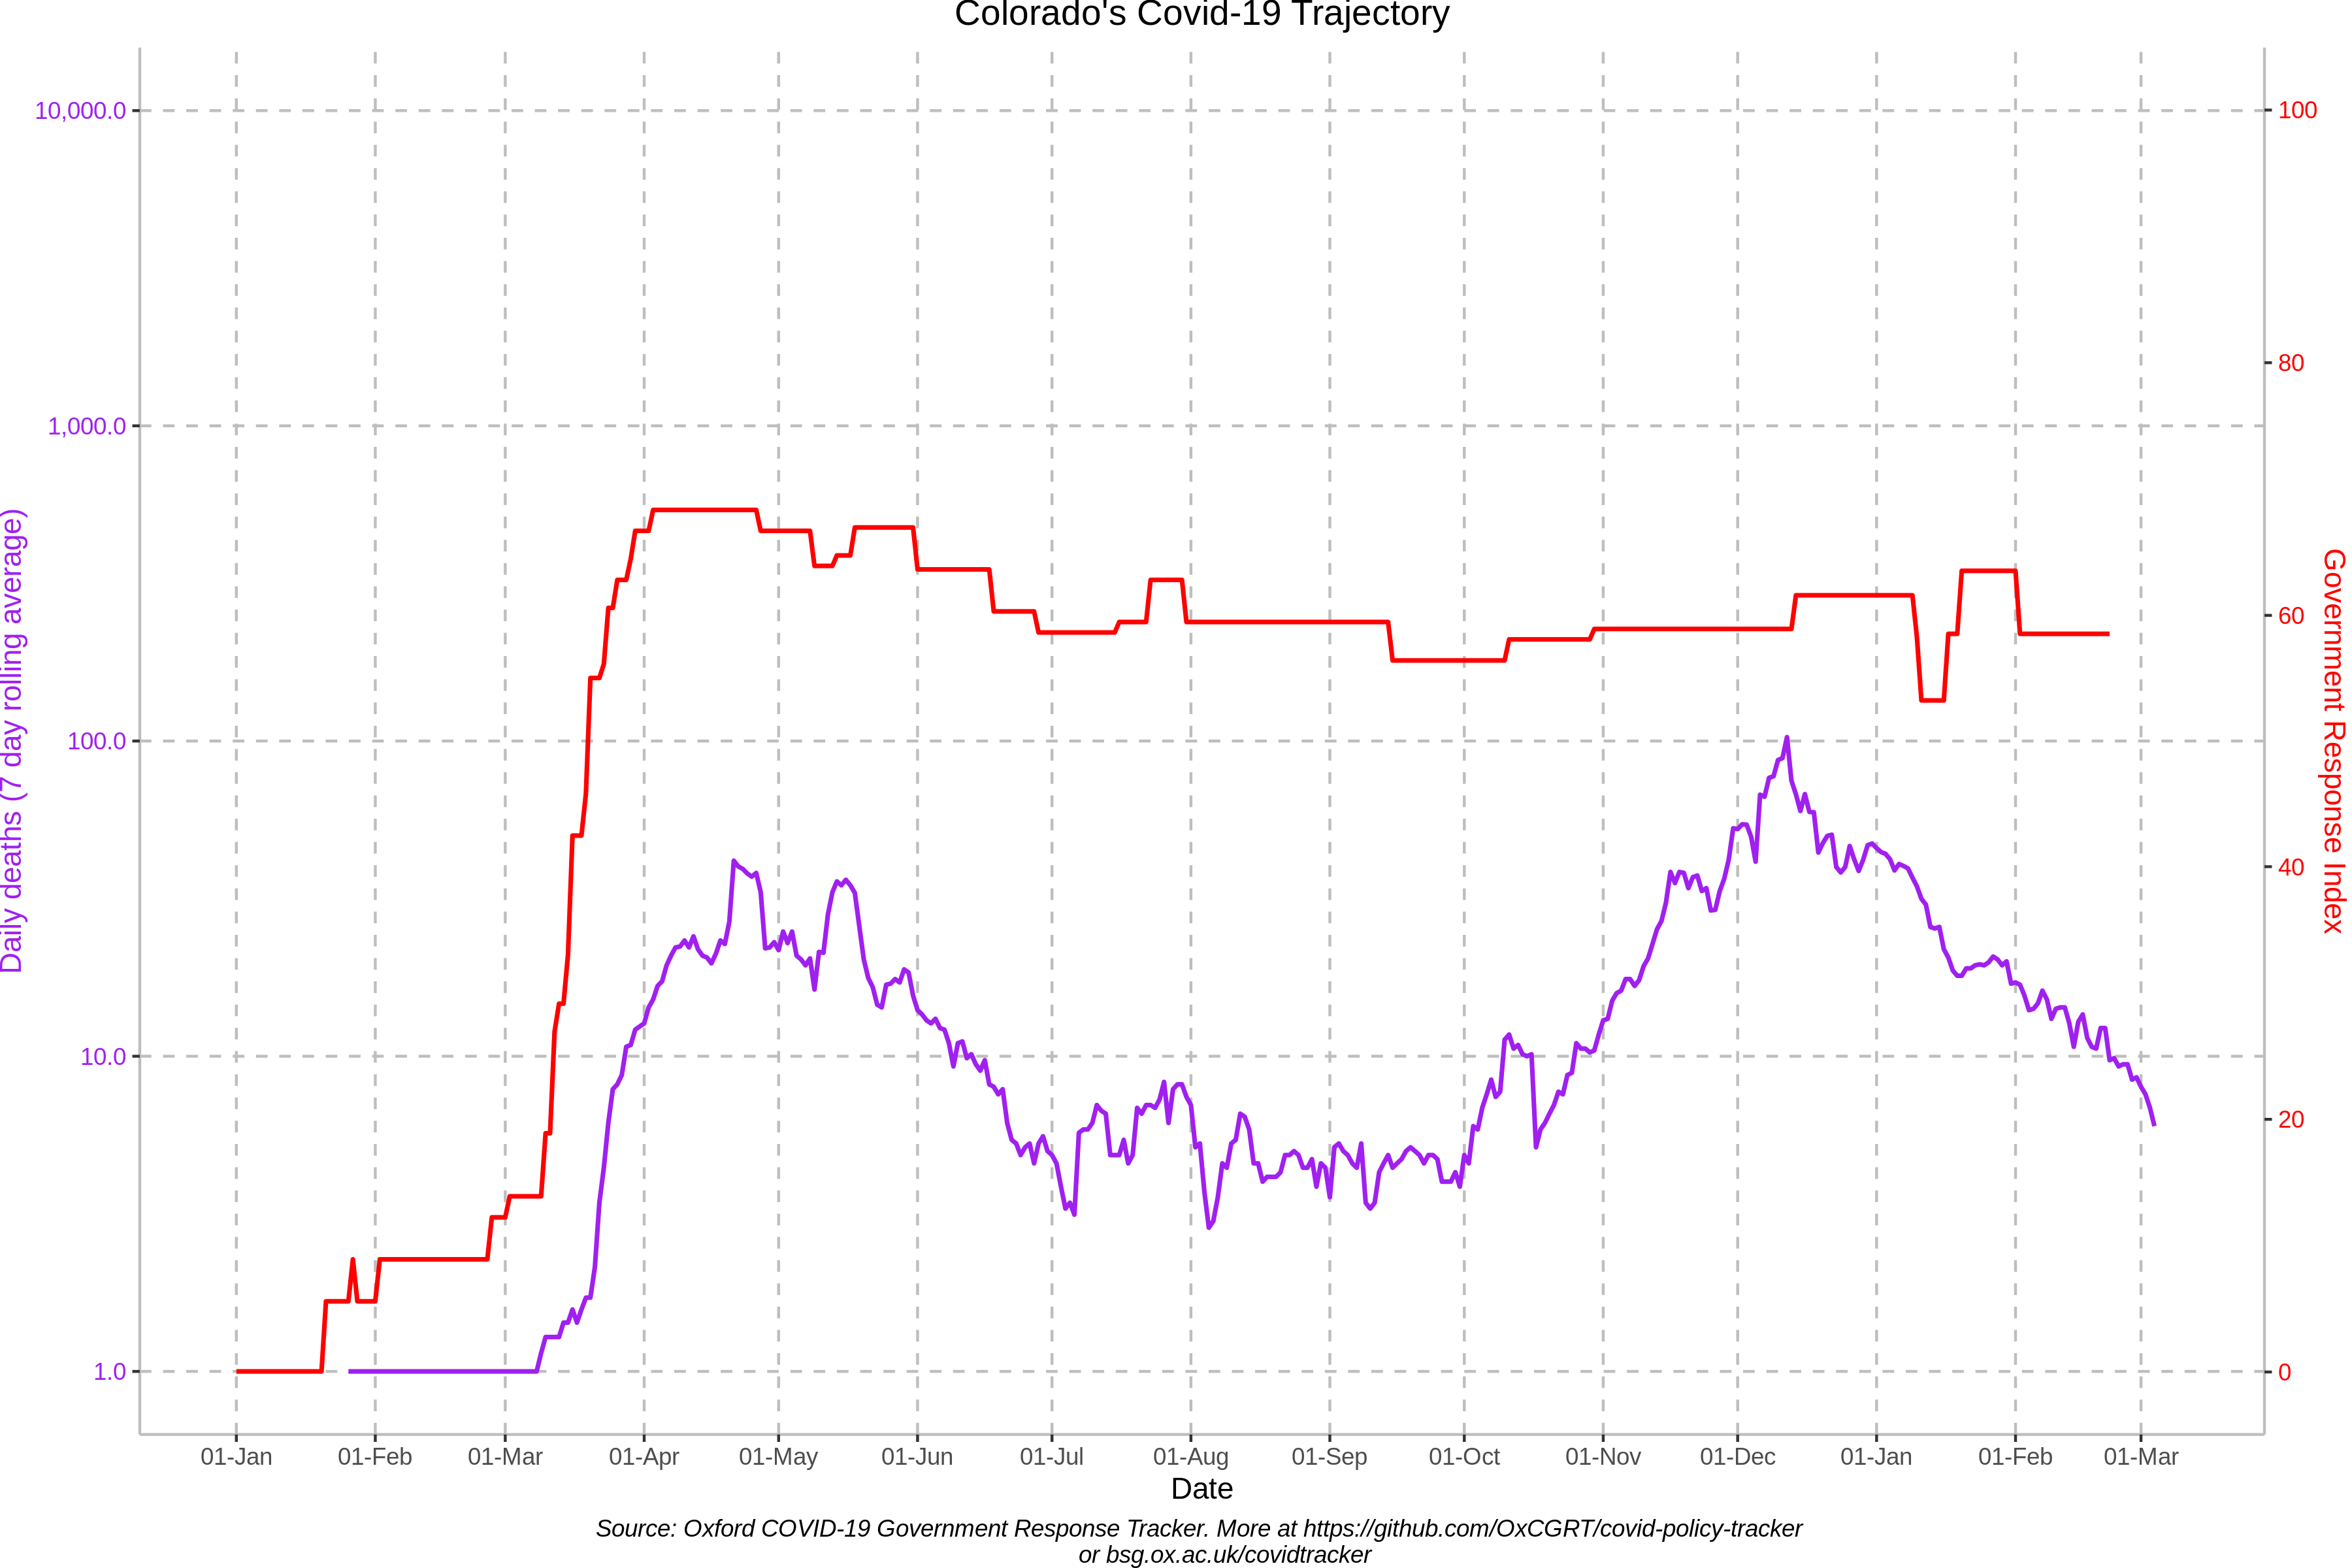 Colorado's Covid-19 Trajectory
10,000.0
1,000.0
100.0
10.0
1.0
Daily deaths (7 day rolling average)
100
80
60
40
20
0
Government Response Index
01-Jan 01-Feb 01-Mar 01-Apr 01-May 01-Jun 01-Jul 01-Aug 01-Sep 01-Oct 01-Nov 01-Dec 01-Jan 01-Feb 01-Mar
Date
Source: Oxford COVID-19 Government Response Tracker. More at https://github.com/OxCGRT/covid-policy-tracker
or bsg.ox.ac.uk/covidtracker